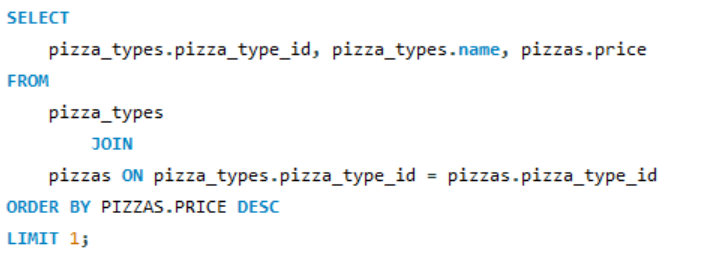 SELECT
pizza_types.pizza_type_id, pizza_types.name, pizzas.price
FROM
pizza_types
JOIN
pizzas ON pizza_types.pizza_type_id = pizzas.pizza_type_id
ORDER BY PIZZAS.PRICE DESC
LIMIT 1;